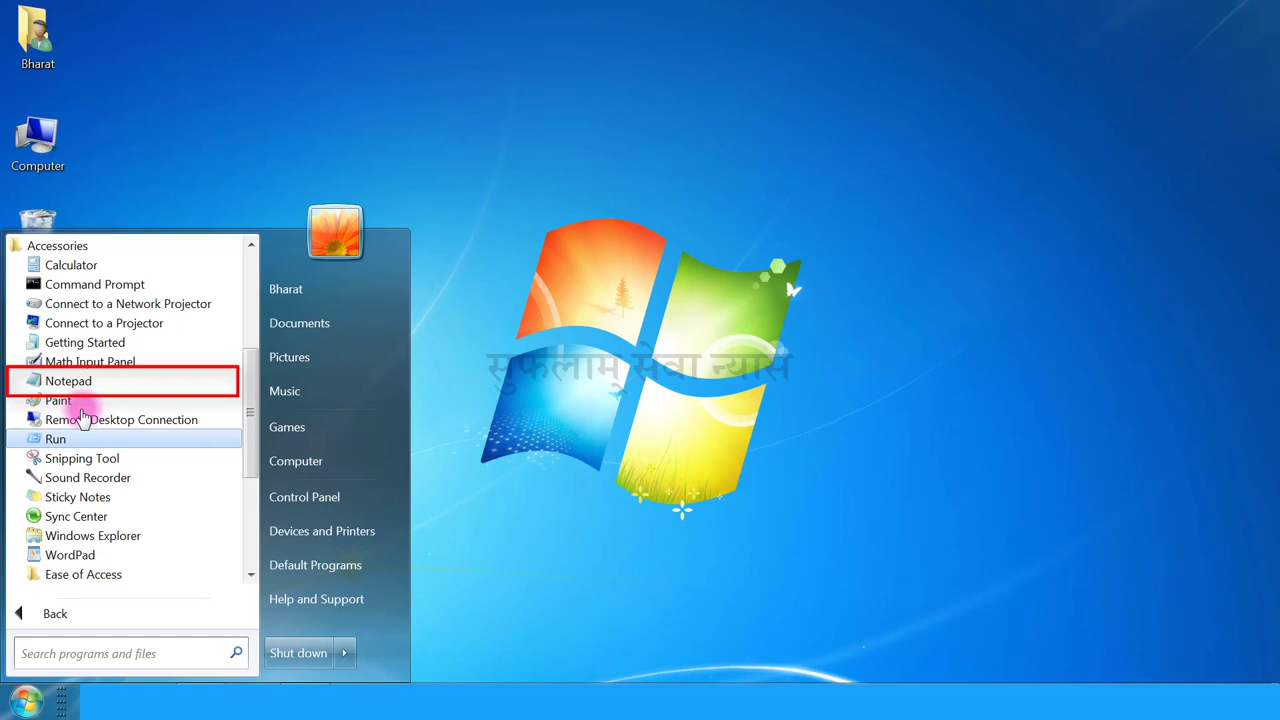 Bharat
Computer
Accessories
Calculator
Command Prompt
Connect to a Network Projector
Connect to a Projector
Getting Started
Math Input Panel
Notepad
Paint
Remote Desktop Connection
Run
Snipping Tool
Sound Recorder
Sticky Notes
Sync Center
Windows Explorer
WordPad
Ease of Access
Back
Search programs and files
Bharat
Documents
Pictures
Music
Games
Computer
Control Panel
Devices and Printers
Default Programs
Help and Support
Shut down
सुफलाम् सेवा न्यास